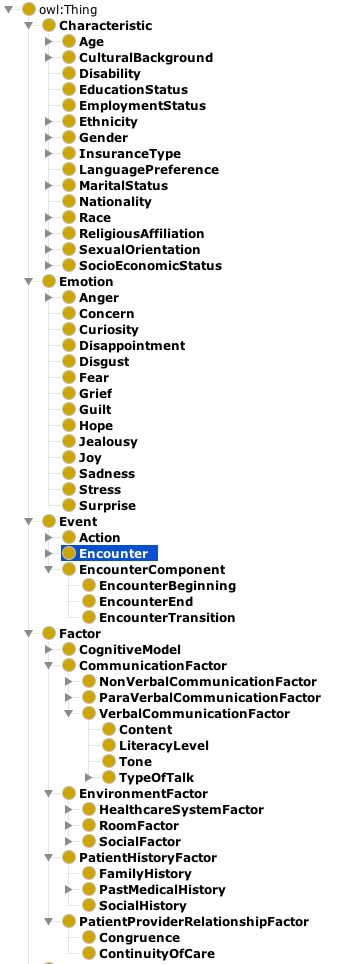 owl:Thing
Characteristic
Age
CulturalBackground
Disability
EducationStatus
EmploymentStatus
Ethnicity
Gender
InsuranceType
LanguagePreference
MaritalStatus
Nationality
Race
ReligiousAffiliation
SexualOrientation
SocioEconomicStatus
Emotion
Anger
Concern
Curiosity
Disappointment
Disgust
Fear
Grief
Guilt
Hope
Jealousy
Joy
Sadness
Stress
Surprise
Event
Action
Encounter
EncounterComponent
EncounterBeginning
EncounterEnd
EncounterTransition
Factor
CognitiveModel
CommunicationFactor
NonVerbalCommunicationFactor
ParaVerbalCommunicationFactor
VerbalCommunicationFactor
Content
LiteracyLevel
Tone
TypeOfTalk
EnvironmentFactor
HealthcareSystemFactor
RoomFactor
SocialFactor
PatientHistoryFactor
FamilyHistory
PastMedicalHistory
SocialHistory
PatientProviderRelationshipFactor
Congruence
ContinuityOfCare